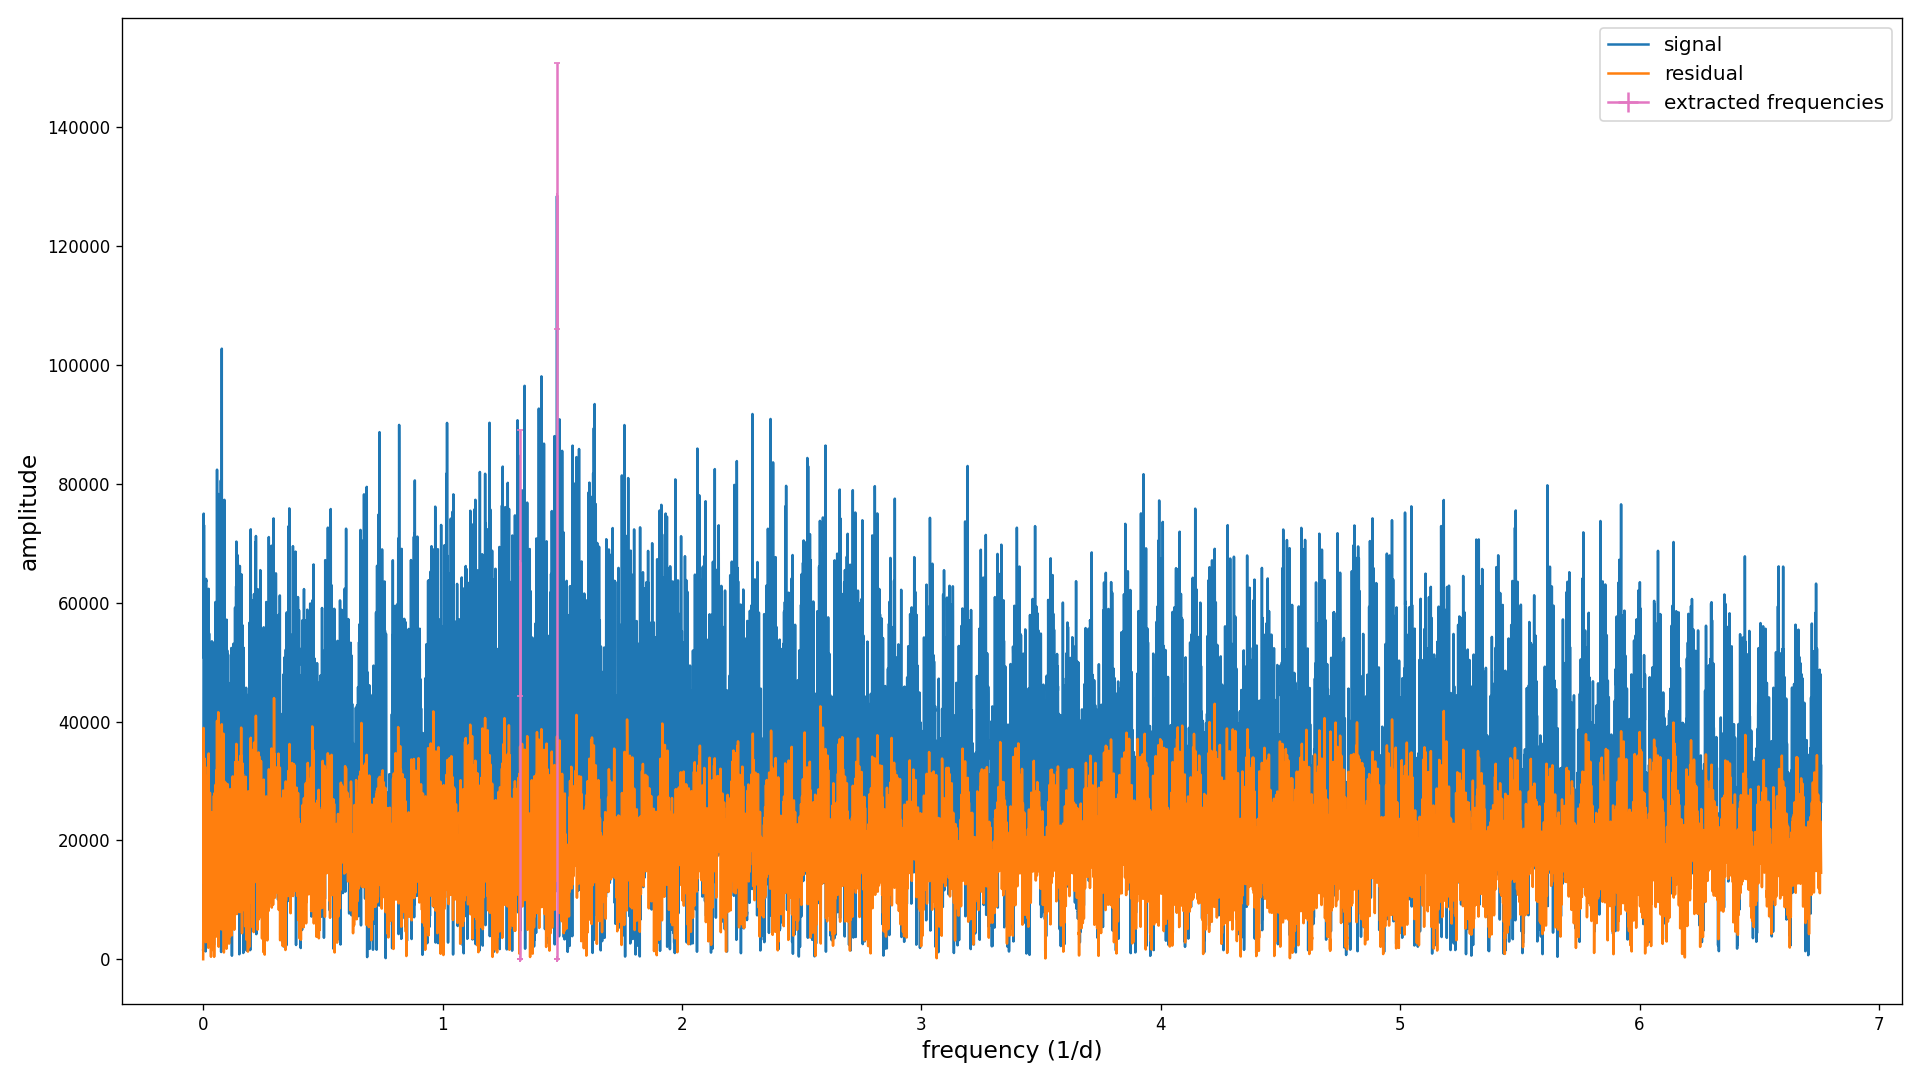 signal
residual
extracted frequencies
140000
120000
100000
80000
60000
40000
20000
0
amplitude
0 1 2 3 4 5 6 7
frequency (1/d)